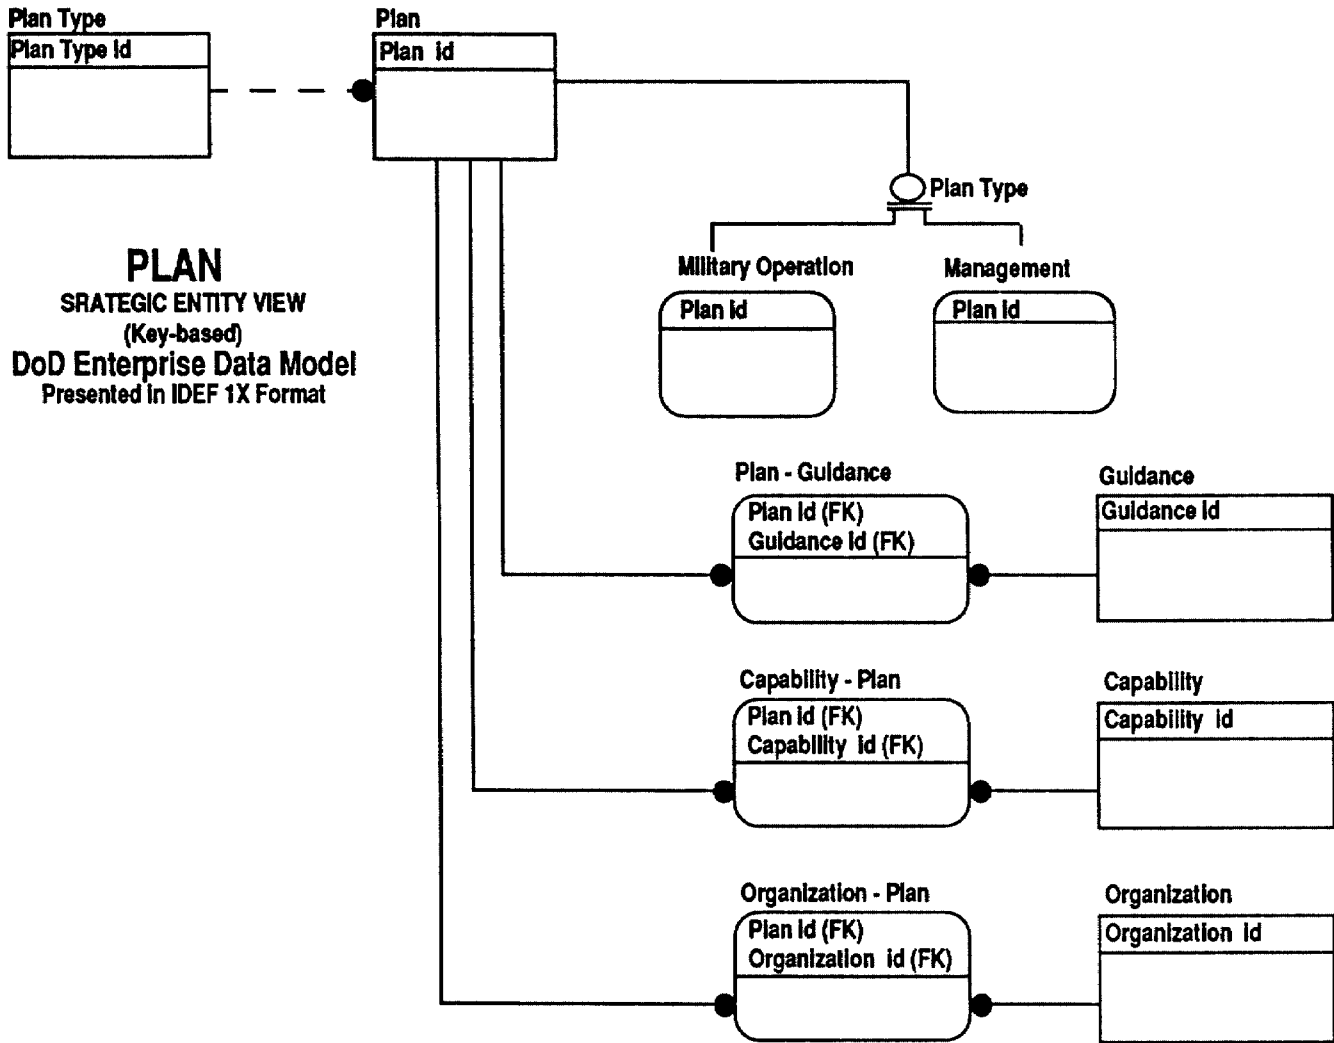 Plan Type
Plan Type id
Plan
Plan id
Plan Type
PLAN
SRATEGIC ENTITY VIEW
(Key-based)
DoD Enterprise Data Model
Presented in IDEF 1X Format
Military Operation
Plan id
Management
Plan id
Plan - Guidance
Plan id (FK)
Guidance id (FK)
Guidance
Guidance id
Capability - Plan
Plan id (FK)
Capability id (FK)
Capability
Capability id
Organization - Plan
Plan id (FK)
Organization id (FK)
Organization
Organization id